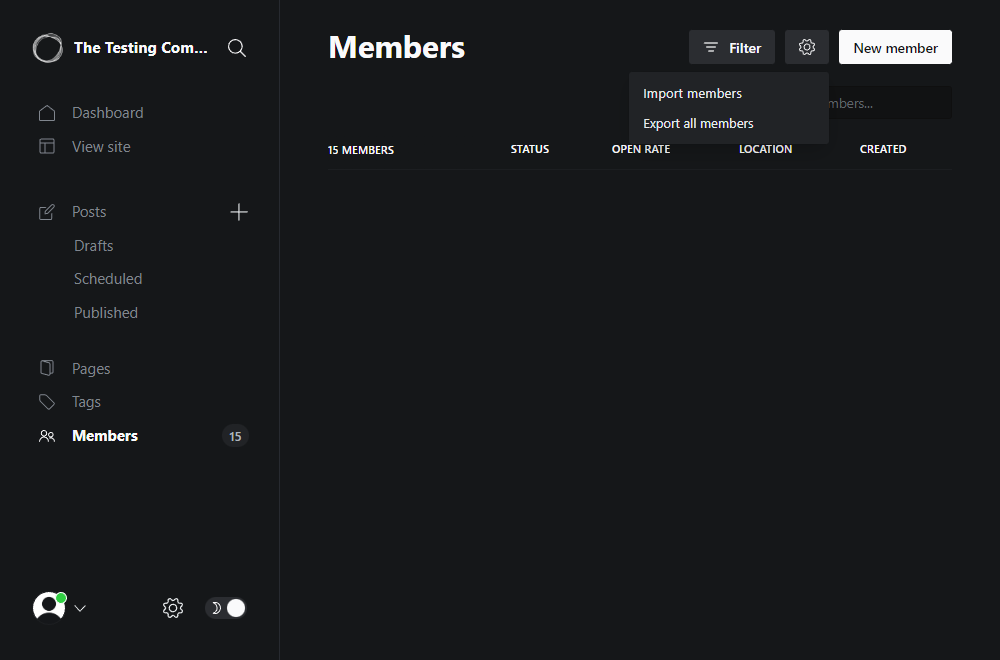 The Testing Com...
Dashboard
View site
Posts
Drafts
Scheduled
Published
Pages
Tags
Members
15
Members
Filter
New member
Import members
Export all members
15 MEMBERS
STATUS
OPEN RATE
LOCATION
CREATED